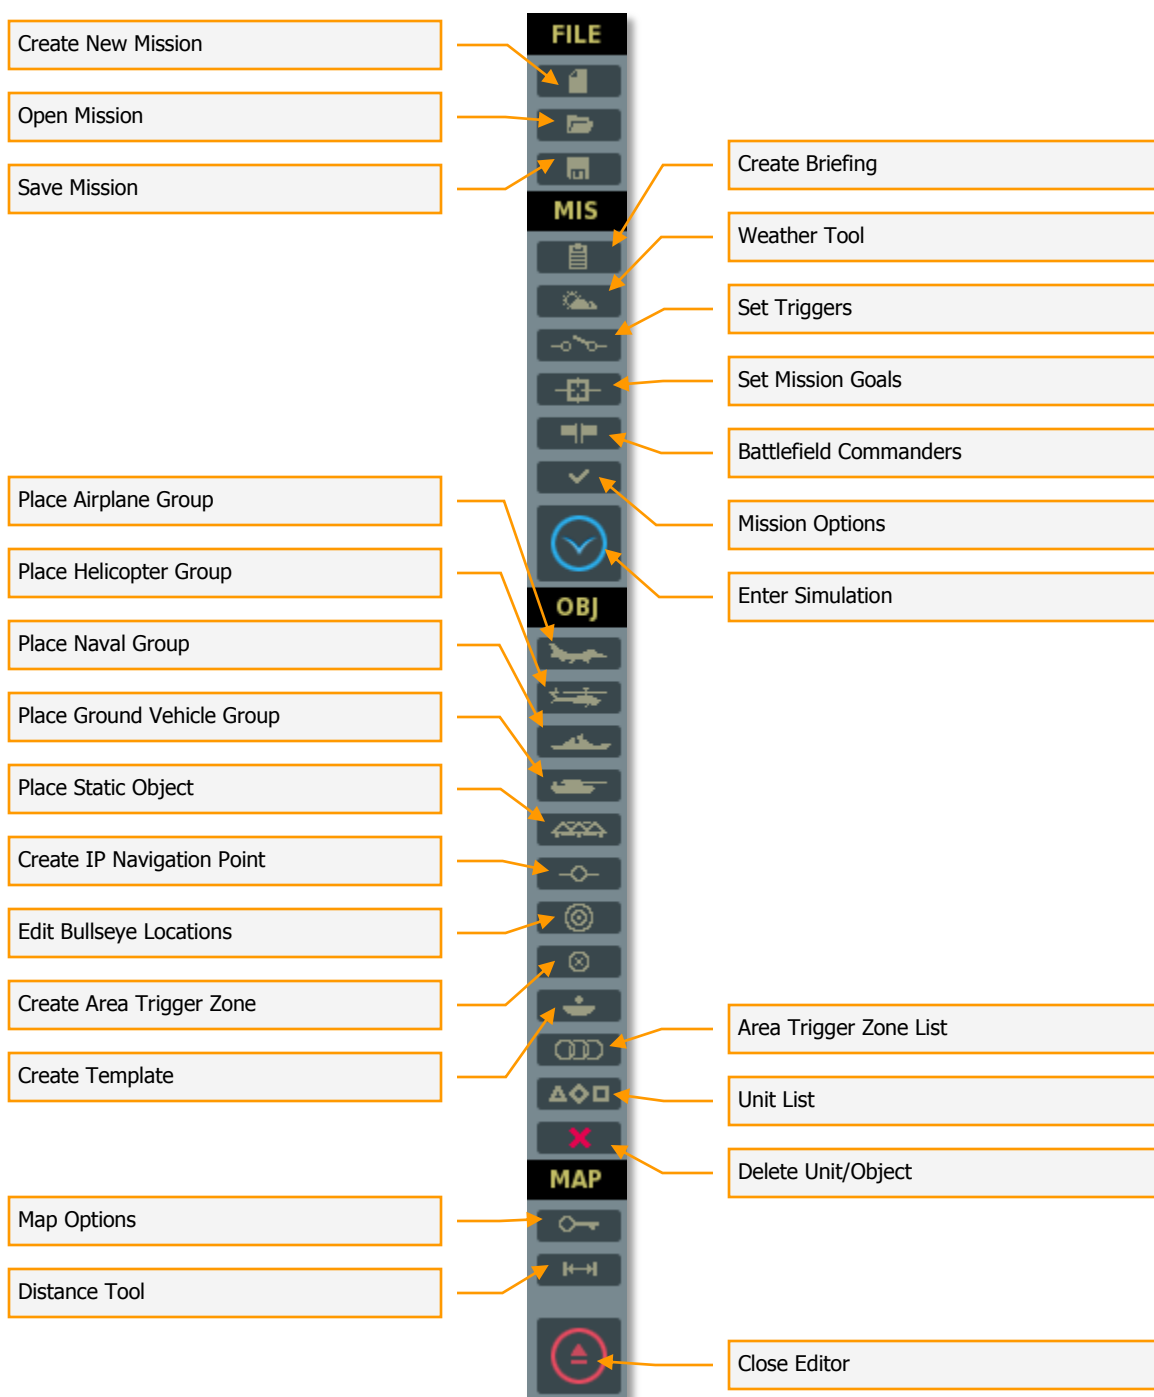 FILE
Create New Mission
Open Mission
Save Mission
Create Briefing
MIS
Weather Tool
Set Triggers
Set Mission Goals
Battlefield Commanders
Place Airplane Group
Mission Options
Place Helicopter Group
Enter Simulation
OBJ
Place Naval Group
Place Ground Vehicle Group
Place Static Object
Create IP Navigation Point
Edit Bullseye Locations
Create Area Trigger Zone
Area Trigger Zone List
Create Template
Unit List
Delete Unit/Object
MAP
Map Options
Distance Tool
Close Editor